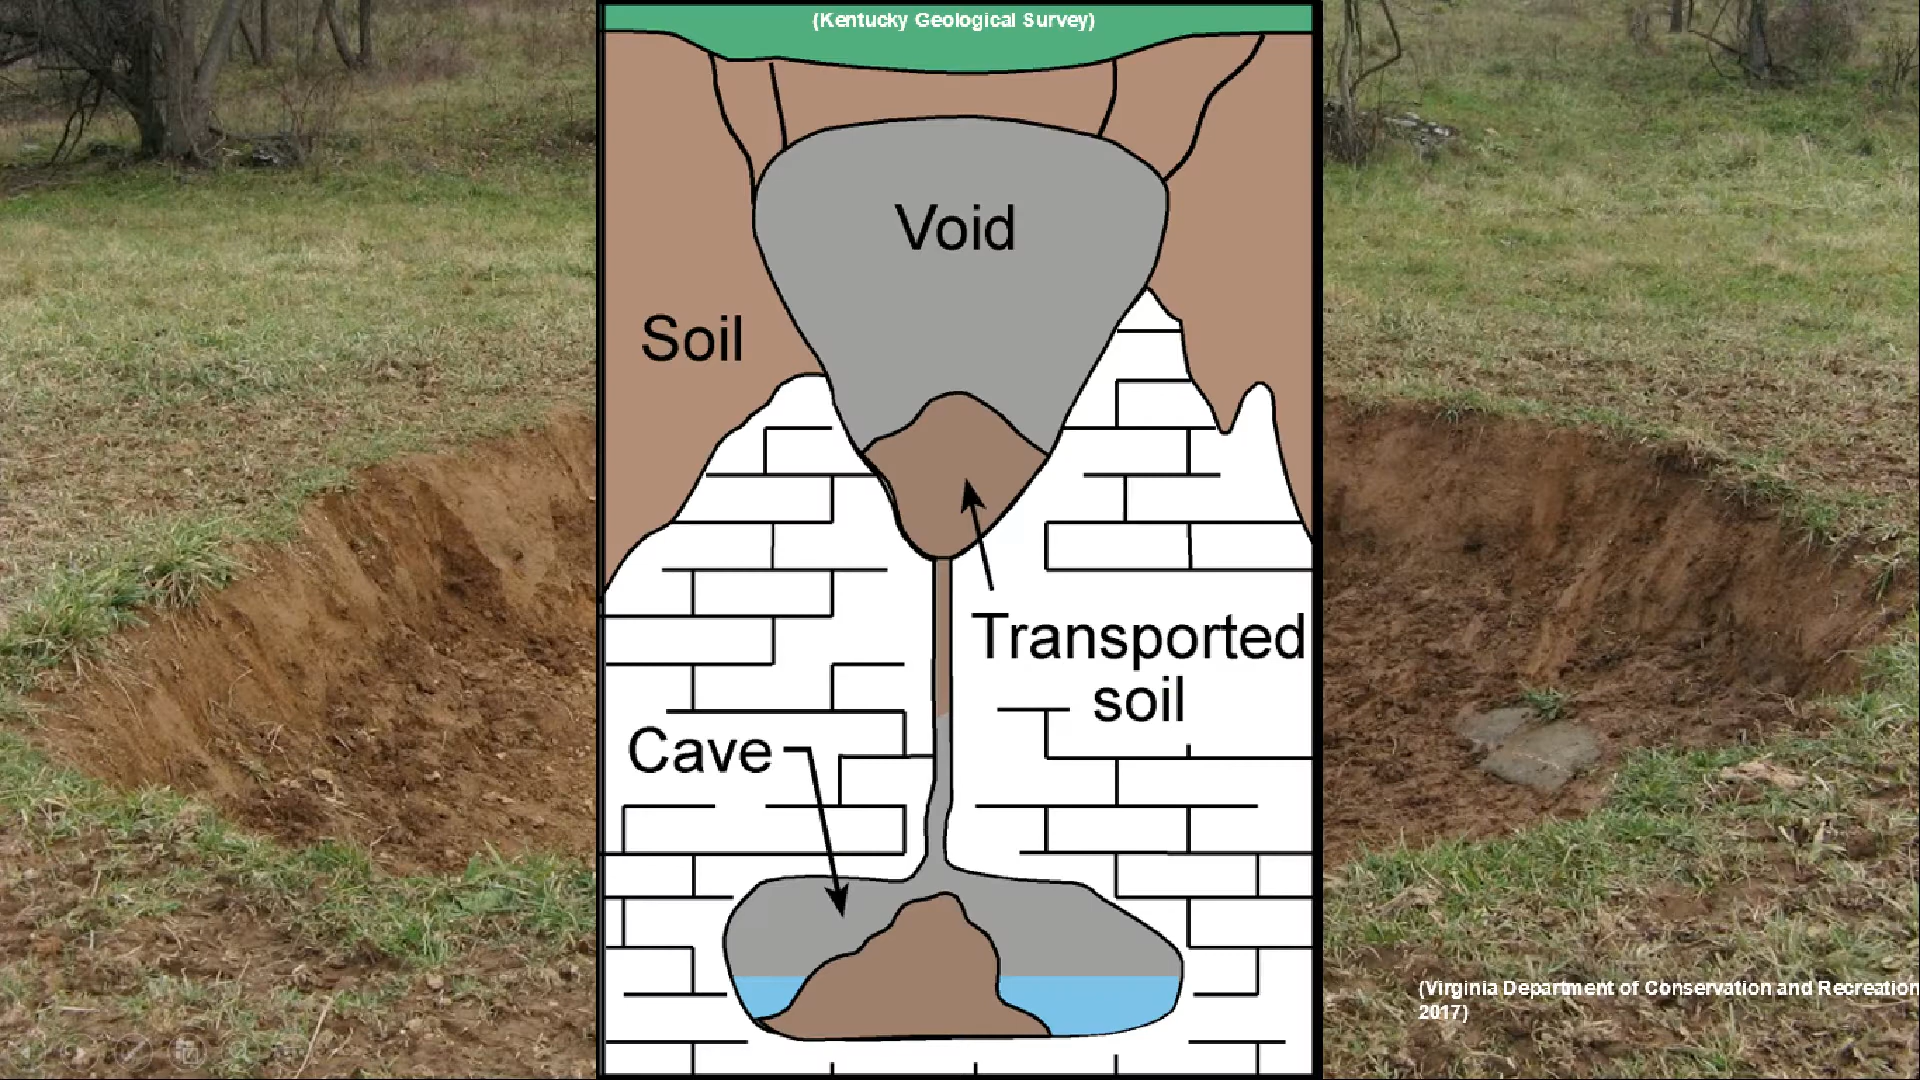 (Kentucky Geological Survey)
Void
Soil
Transported
soil
Cave
(Virginia Department of Conservation and Recreation
2017)